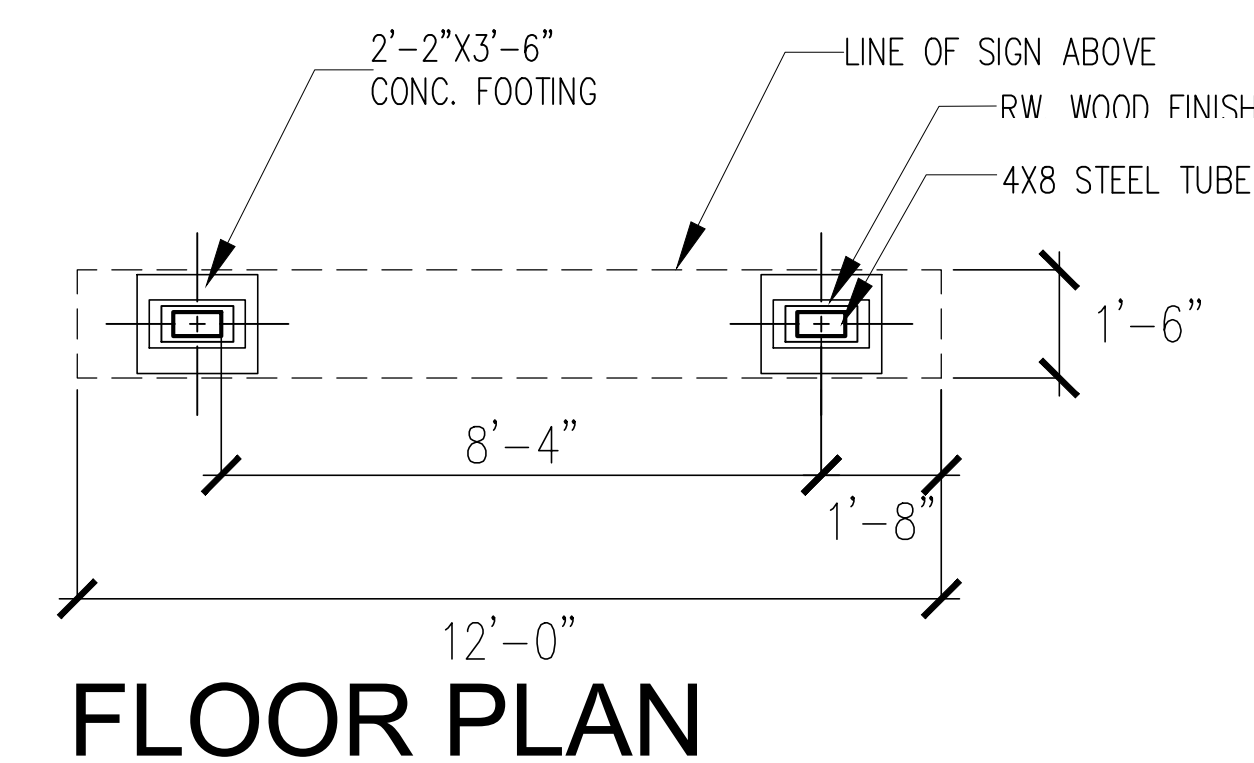 2'-2"X3'-6"
CONC. FOOTING
LINE OF SIGN ABOVE
RW WOOD FINISH
4X8 STEEL TUBE
1'-6"
8'-4"
1'-8"
12'-0"
FLOOR PLAN